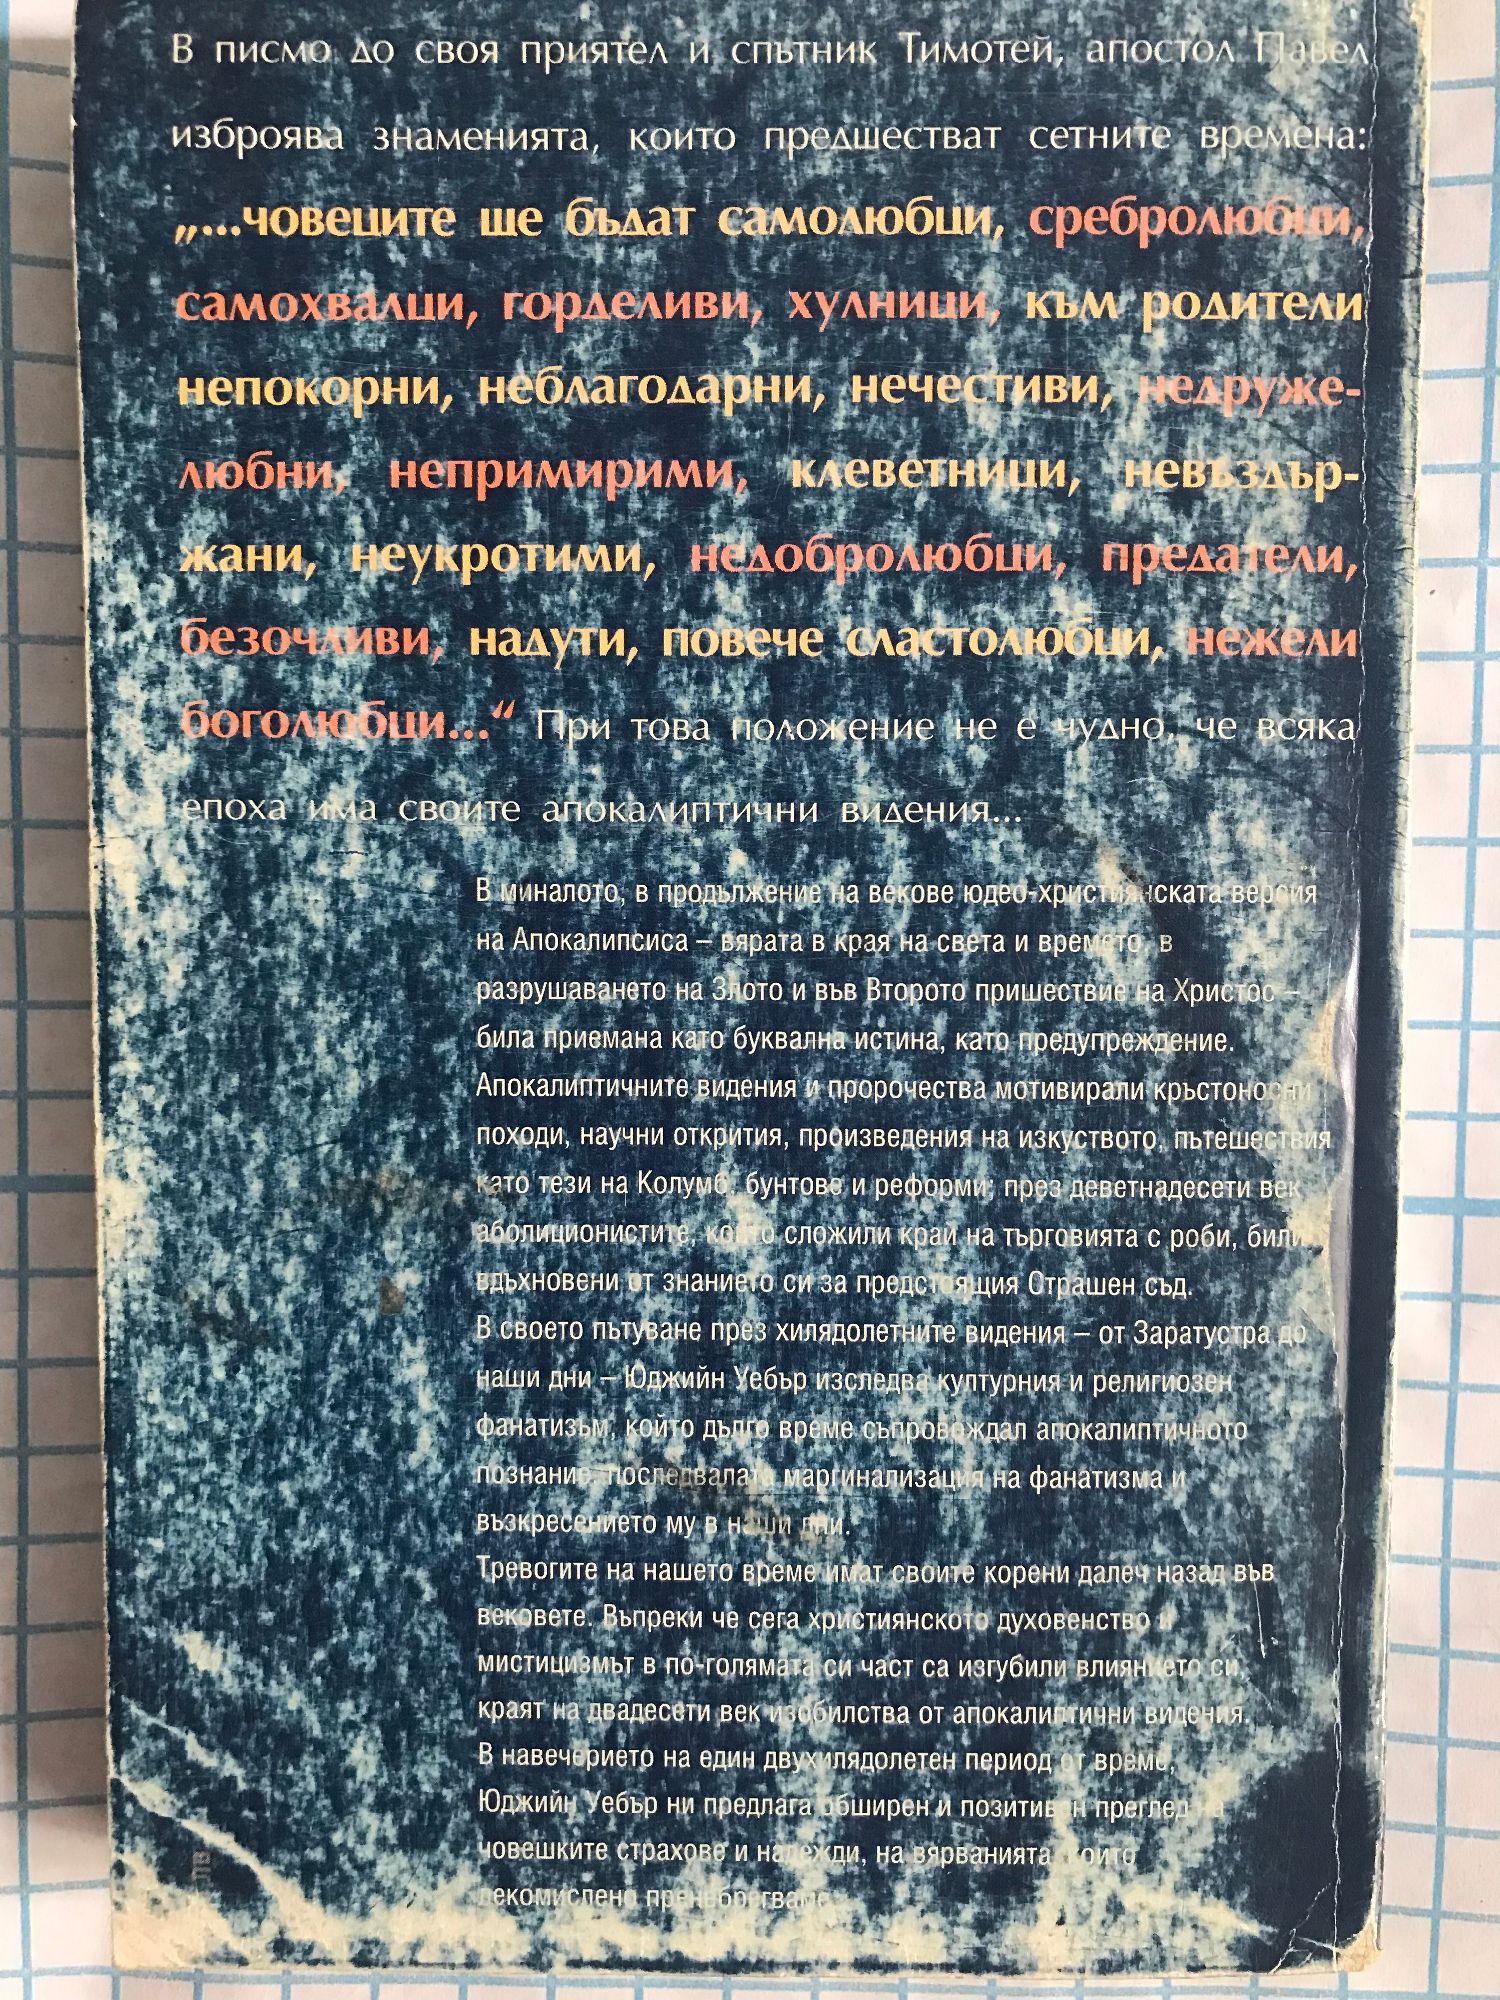 В писмо до своя приятел и спътник Тимотей, апостол Павел
изброява знаменията, които предшестват сетните времена:
„...човеците ще бъдат самолюбци, сребролюбци,
самохвалци, горделиви, хулници, към родители
непокорни, неблагодарни, нечестиви, недруже-
любни, непримирими, клеветници, невъздър-
жани, неукротими, недобролюбци, предатели,
безочливи, надути, повече сластолюбци, нежели
боголюбци...“ При това положение не е чудно, че всяка
епоха има своите апокалиптични видения...
В миналото, в продължение на векове юдео-християнската версия
на Апокалипсиса – вярата в края на света и времето, в
разрушаването на Злото и във Второто пришествие на Христос –
била приемана като буквална истина, като предупреждение.
Апокалиптичните видения и пророчества мотивирали кръстоносни
походи, научни открития, произведения на изкуството, пътешествия
като тези на Колумб, бунтове и реформи; през деветнадесети век
аболиционистите, които сложили край на търговията с роби, били
вдъхновени от знанието си за предстоящия Отрашен съд.
В своето пътуване през хилядолетните видения – от Заратустра до
наши дни – Юджийн Уебър изследва културния и религиозен
фанатизъм, който дълго време съпровождал апокалиптичното
познание, последвалата маргинализация на фанатизма и
възкресението му в наши дни.
Тревогите на нашето време имат своите корени далеч назад във
вековете. Въпреки че сега християнското духовенство и
мистицизмът в по-голямата си част са изгубили влиянието си,
краят на двадесети век изобилства от апокалиптични видения.
В навечерието на един двухилядолетен период от време,
Юджийн Уебър ни предлага обширен и позитивен преглед на
човешките страхове и надежди, на вярванията, които
лекомислено пренебрегваме.